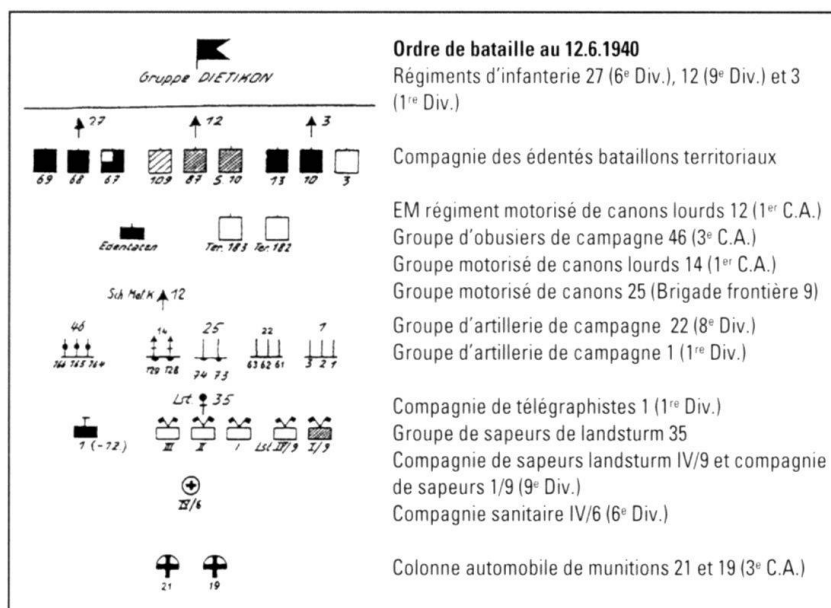 Gruppe DIETIKON
27 12 3
69 68 67 109 87 S.10 13 10 3
Edentaten Ter. 183 Ter. 182
Sch Mot K 12
46 14 25 22 1
166 165 164 129 128 74 73 63 62 61 3 2 1
Lst. 35
1 (-1Z.) III II I Lst IV/9 I/9
IV/6
21 19
Ordre de bataille au 12.6.1940
Régiments d'infanterie 27 (6e Div.), 12 (9e Div.) et 3
(1re Div.)
Compagnie des édentés bataillons territoriaux
EM régiment motorisé de canons lourds 12 (1er C.A.)
Groupe d'obusiers de campagne 46 (3e C.A.)
Groupe motorisé de canons lourds 14 (1er C.A.)
Groupe motorisé de canons 25 (Brigade frontière 9)
Groupe d'artillerie de campagne 22 (8e Div.)
Groupe d'artillerie de campagne 1 (1re Div.)
Compagnie de télégraphistes 1 (1re Div.)
Groupe de sapeurs de landsturm 35
Compagnie de sapeurs landsturm IV/9 et compagnie
de sapeurs 1/9 (9e Div.)
Compagnie sanitaire IV/6 (6e Div.)
Colonne automobile de munitions 21 et 19 (3e C.A.)